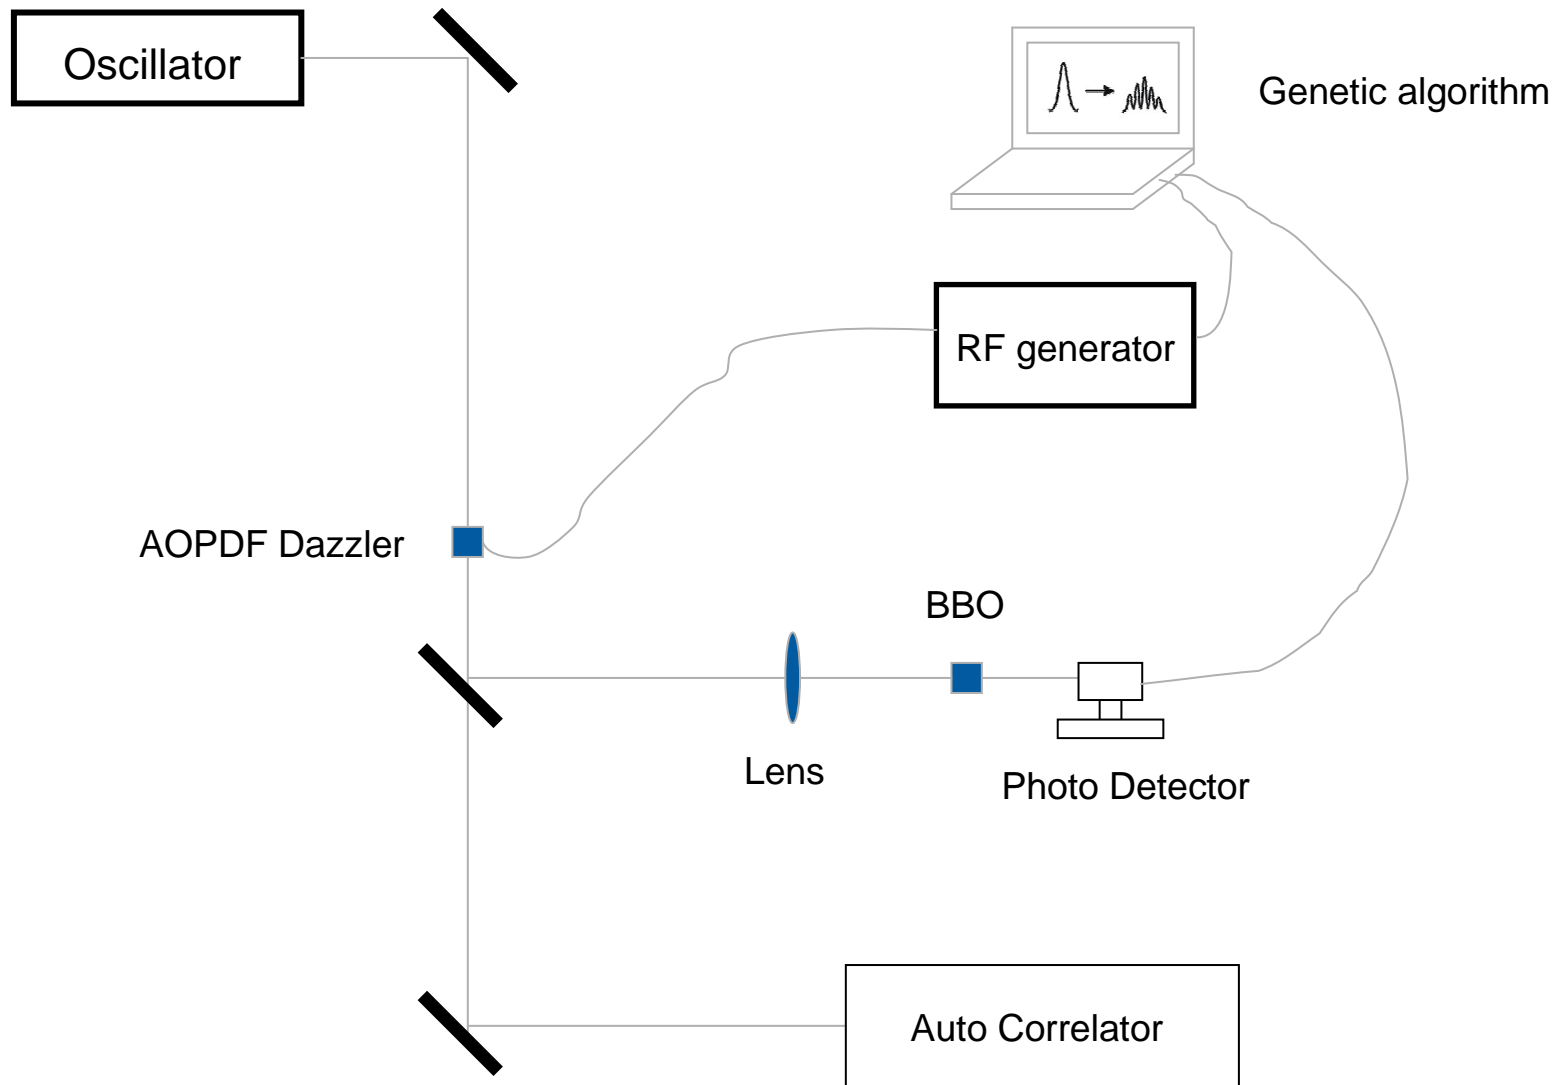 Oscillator
Genetic algorithm
RF generator
AOPDF Dazzler
BBO
Lens
Photo Detector
Auto Correlator